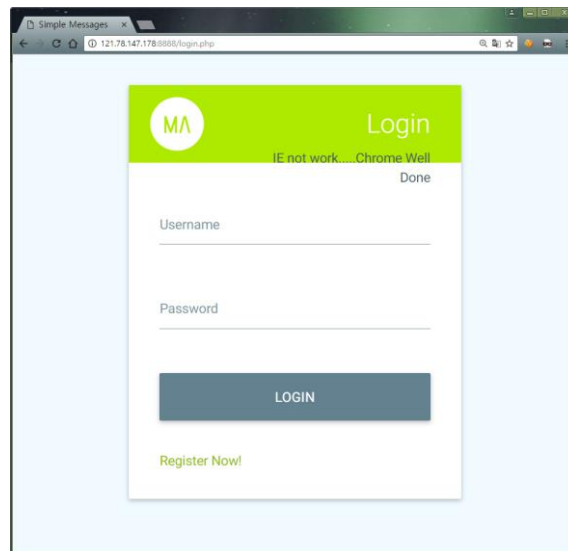 Simple Messages
121.78.147.178:8888/login.php
MA
Login
IE not work.....Chrome Well
Done
Username
Password
LOGIN
Register Now!